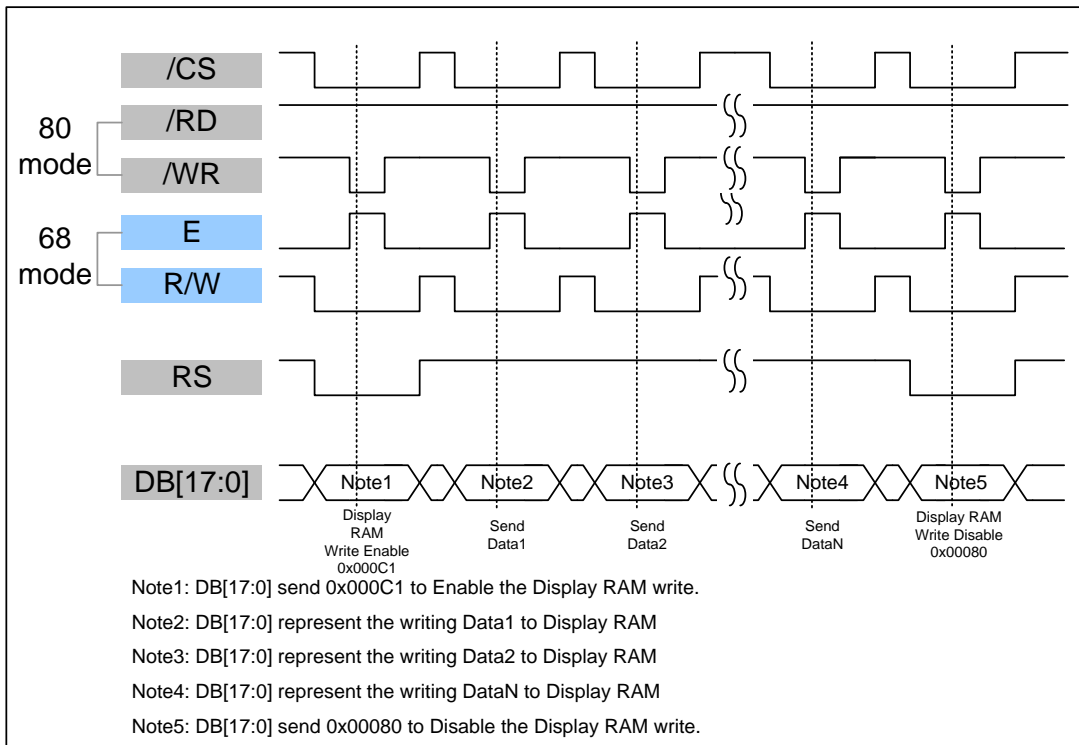 /CS
80
mode
/RD
/WR
68
mode
E
R/W
RS
DB[17:0]
Note1
Note2
Note3
Note4
Note5
Display
RAM
Write Enable
0x000C1
Send
Data1
Send
Data2
Send
DataN
Display RAM
Write Disable
0x00080
Note1: DB[17:0] send 0x000C1 to Enable the Display RAM write.
Note2: DB[17:0] represent the writing Data1 to Display RAM
Note3: DB[17:0] represent the writing Data2 to Display RAM
Note4: DB[17:0] represent the writing DataN to Display RAM
Note5: DB[17:0] send 0x00080 to Disable the Display RAM write.